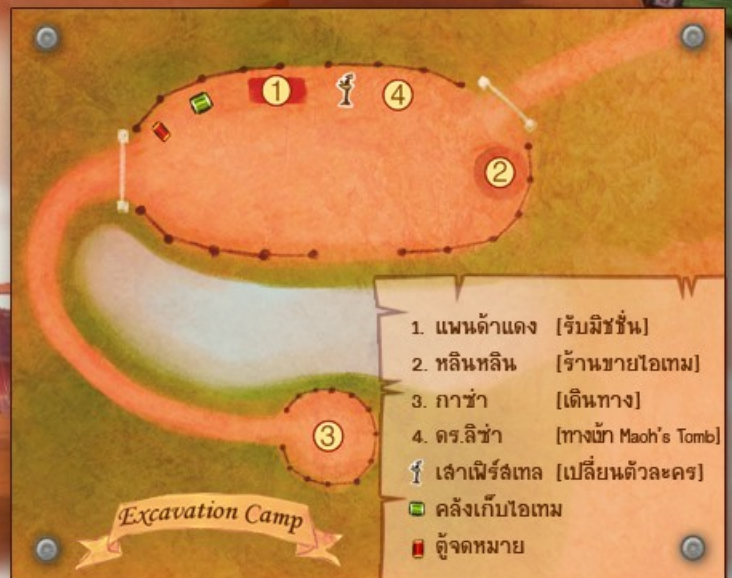 1
4
2
3
1. แพนด้าแดง [รับมิชชั่น]
2. หลินหลิน [ร้านขายไอเทม]
3. กาซ่า [เดินทาง]
4. ดร.ลิซ่า [ทางเข้า Maoh's Tomb]
เสาเฟิร์สเทล [เปลี่ยนตัวละคร]
คลังเก็บไอเทม
ตู้จดหมาย
Excavation Camp